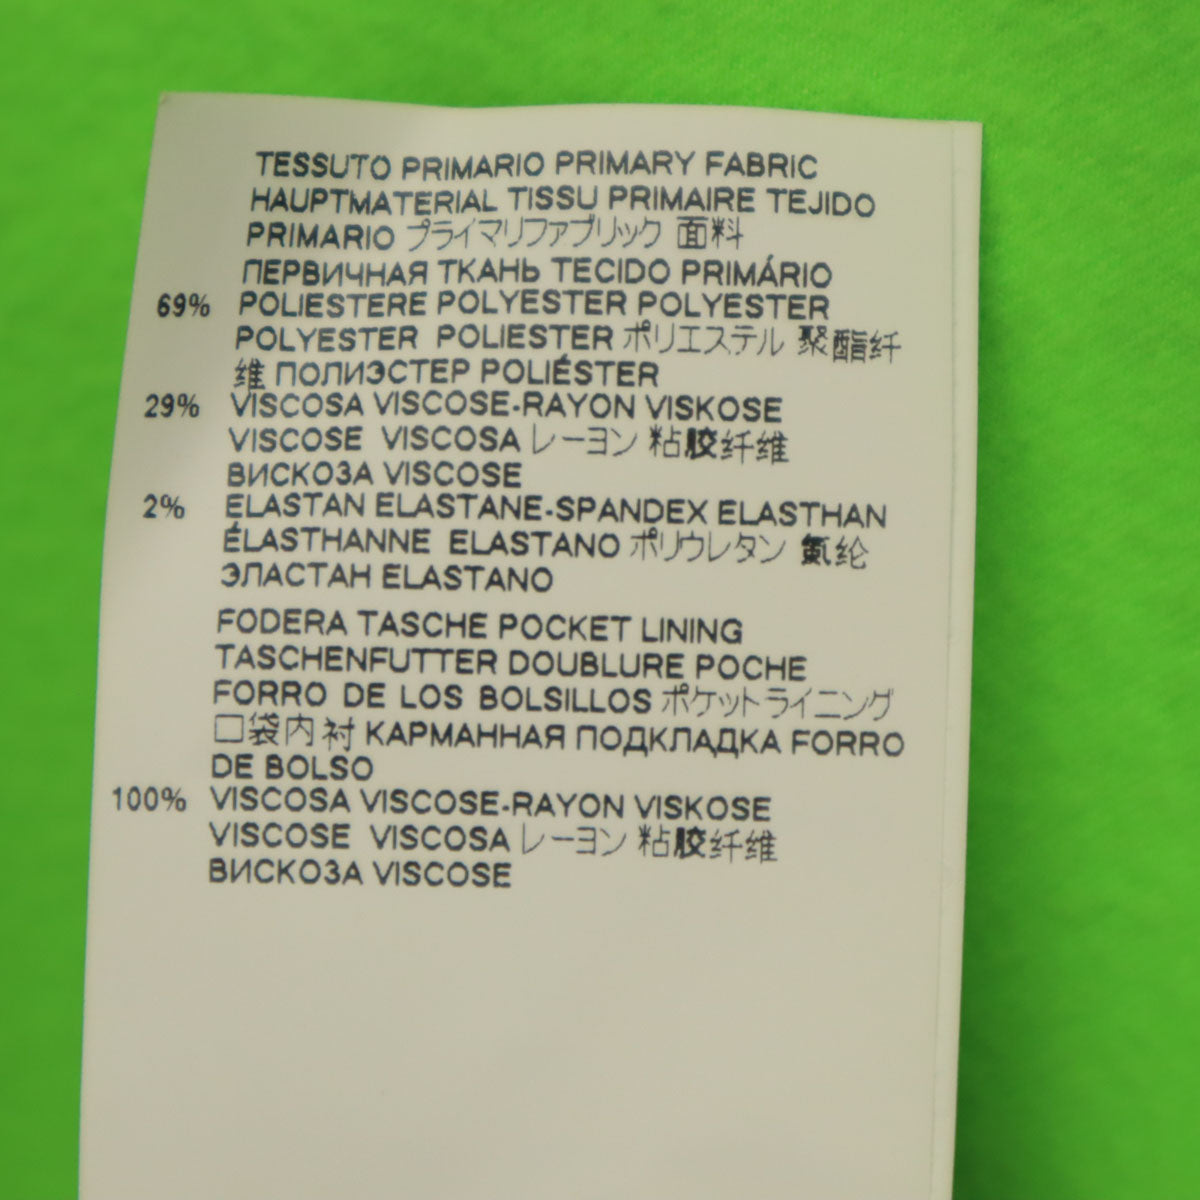 TESSUTO PRIMARIO PRIMARY FABRIC
HAUPTMATERIAL TISSU PRIMAIRE TEJIDO
PRIMARIO プライマリファブリック 面料
ПЕРВИЧНАЯ ТКАНЬ TECIDO PRIMÁRIO
69% POLIESTERE POLYESTER POLYESTER
POLYESTER POLIESTER ポリエステル 聚酯纤
维 ПОЛИЭСТЕР POLIÉSTER
29% VISCOSA VISCOSE-RAYON VISKOSE
VISCOSE VISCOSA レーヨン 粘胶纤维
ВИСКОЗА VISCOSE
2% ELASTAN ELASTANE-SPANDEX ELASTHAN
ÉLASTHANNE ELASTANO ポリウレタン 氨纶
ЭЛАСТАН ELASTANO
FODERA TASCHE POCKET LINING
TASCHENFUTTER DOUBLURE POCHE
FORRO DE LOS BOLSILLOS ポケットライニング
口袋内衬 КАРМАННАЯ ПОДКЛАДКА FORRO
DE BOLSO
100% VISCOSA VISCOSE-RAYON VISKOSE
VISCOSE VISCOSA レーヨン 粘胶纤维
ВИСКОЗА VISCOSE